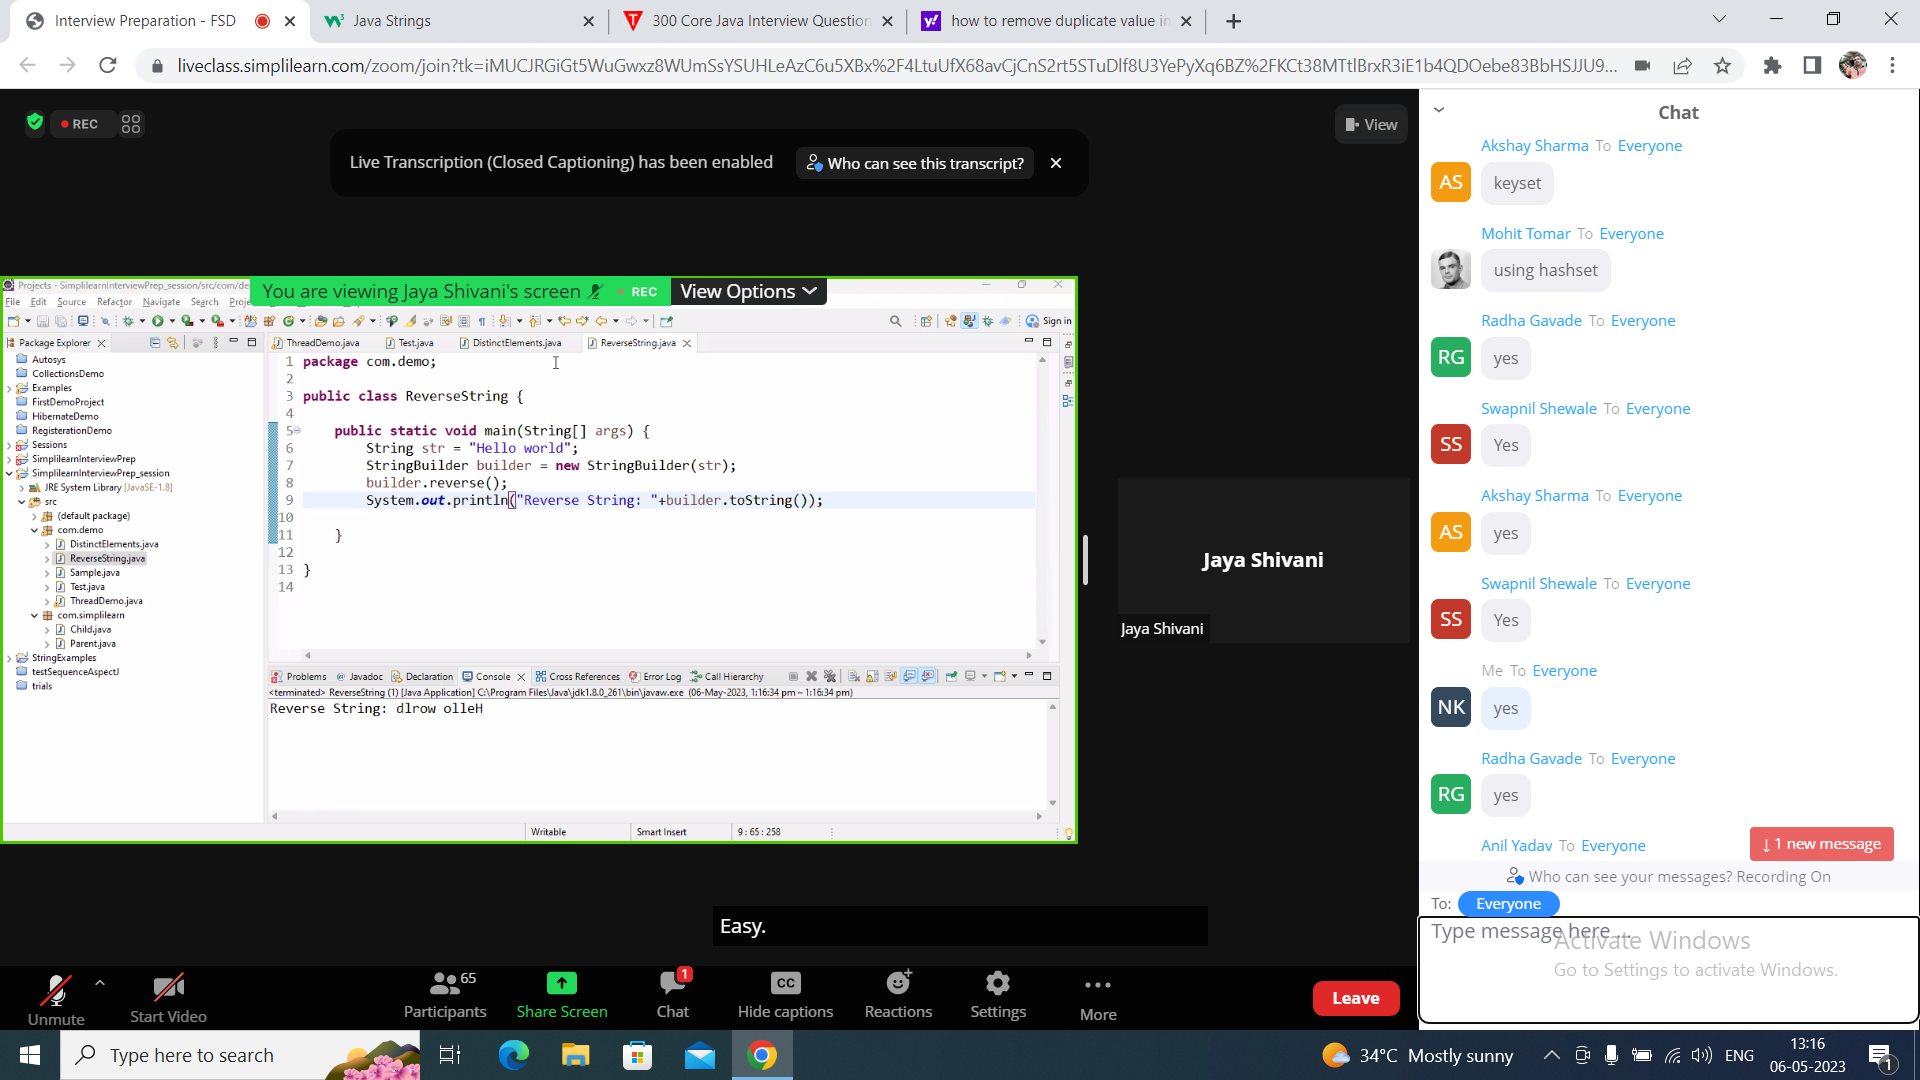 Interview Preparation - FSD
Java Strings
300 Core Java Interview Question
how to remove duplicate value in
liveclass.simplilearn.com/zoom/join?tk=iMUCJRGiGt5WuGwxz8WUmSsYSUHLeAzC6u5XBx%2F4LtuUfX68avCjCnS2rt5STuDlf8U3YePyXq6BZ%2FKCt38MTtlBrxR3iE1b4QDOebe83BbHSJJU9...
REC
Live Transcription (Closed Captioning) has been enabled
Who can see this transcript?
View
Projects - SimplilearnInterviewPrep_session/src/com/de
You are viewing Jaya Shivani's screen
REC
View Options
File Edit Source Refactor Navigate Search Proje
Sign in
Package Explorer
Autosys
CollectionsDemo
Examples
FirstDemoProject
HibernateDemo
RegisterationDemo
Sessions
SimplilearnInterviewPrep
SimplilearnInterviewPrep_session
JRE System Library [JavaSE-1.8]
src
(default package)
com.demo
DistinctElements.java
ReverseString.java
Sample.java
Test.java
ThreadDemo.java
com.simplilearn
Child.java
Parent.java
StringExamples
testSequenceAspectJ
trials
ThreadDemo.java Test.java DistinctElements.java ReverseString.java
1 package com.demo;
2
3 public class ReverseString {
4
5 public static void main(String[] args) {
6 String str = "Hello world";
7 StringBuilder builder = new StringBuilder(str);
8 builder.reverse();
9 System.out.println("Reverse String: "+builder.toString());
10
11 }
12
13 }
14
Problems Javadoc Declaration Console Cross References Error Log Call Hierarchy
<terminated> ReverseString (1) [Java Application] C:\Program Files\Java\jdk1.8.0_261\bin\javaw.exe (06-May-2023, 1:16:34 pm – 1:16:34 pm)
Reverse String: dlrow olleH
Writable Smart Insert 9 : 65 : 258
Jaya Shivani
Jaya Shivani
Easy.
Chat
Akshay Sharma To Everyone
AS
keyset
Mohit Tomar To Everyone
using hashset
Radha Gavade To Everyone
RG
yes
Swapnil Shewale To Everyone
SS
Yes
Akshay Sharma To Everyone
AS
yes
Swapnil Shewale To Everyone
SS
Yes
Me To Everyone
NK
yes
Radha Gavade To Everyone
RG
yes
Anil Yadav To Everyone
↓ 1 new message
Who can see your messages? Recording On
To: Everyone
Type message here ...
Activate Windows
Go to Settings to activate Windows.
Unmute
Start Video
65
Participants
Share Screen
1
Chat
CC
Hide captions
Reactions
Settings
More
Leave
Type here to search
34°C Mostly sunny
ENG
13:16
06-05-2023
1